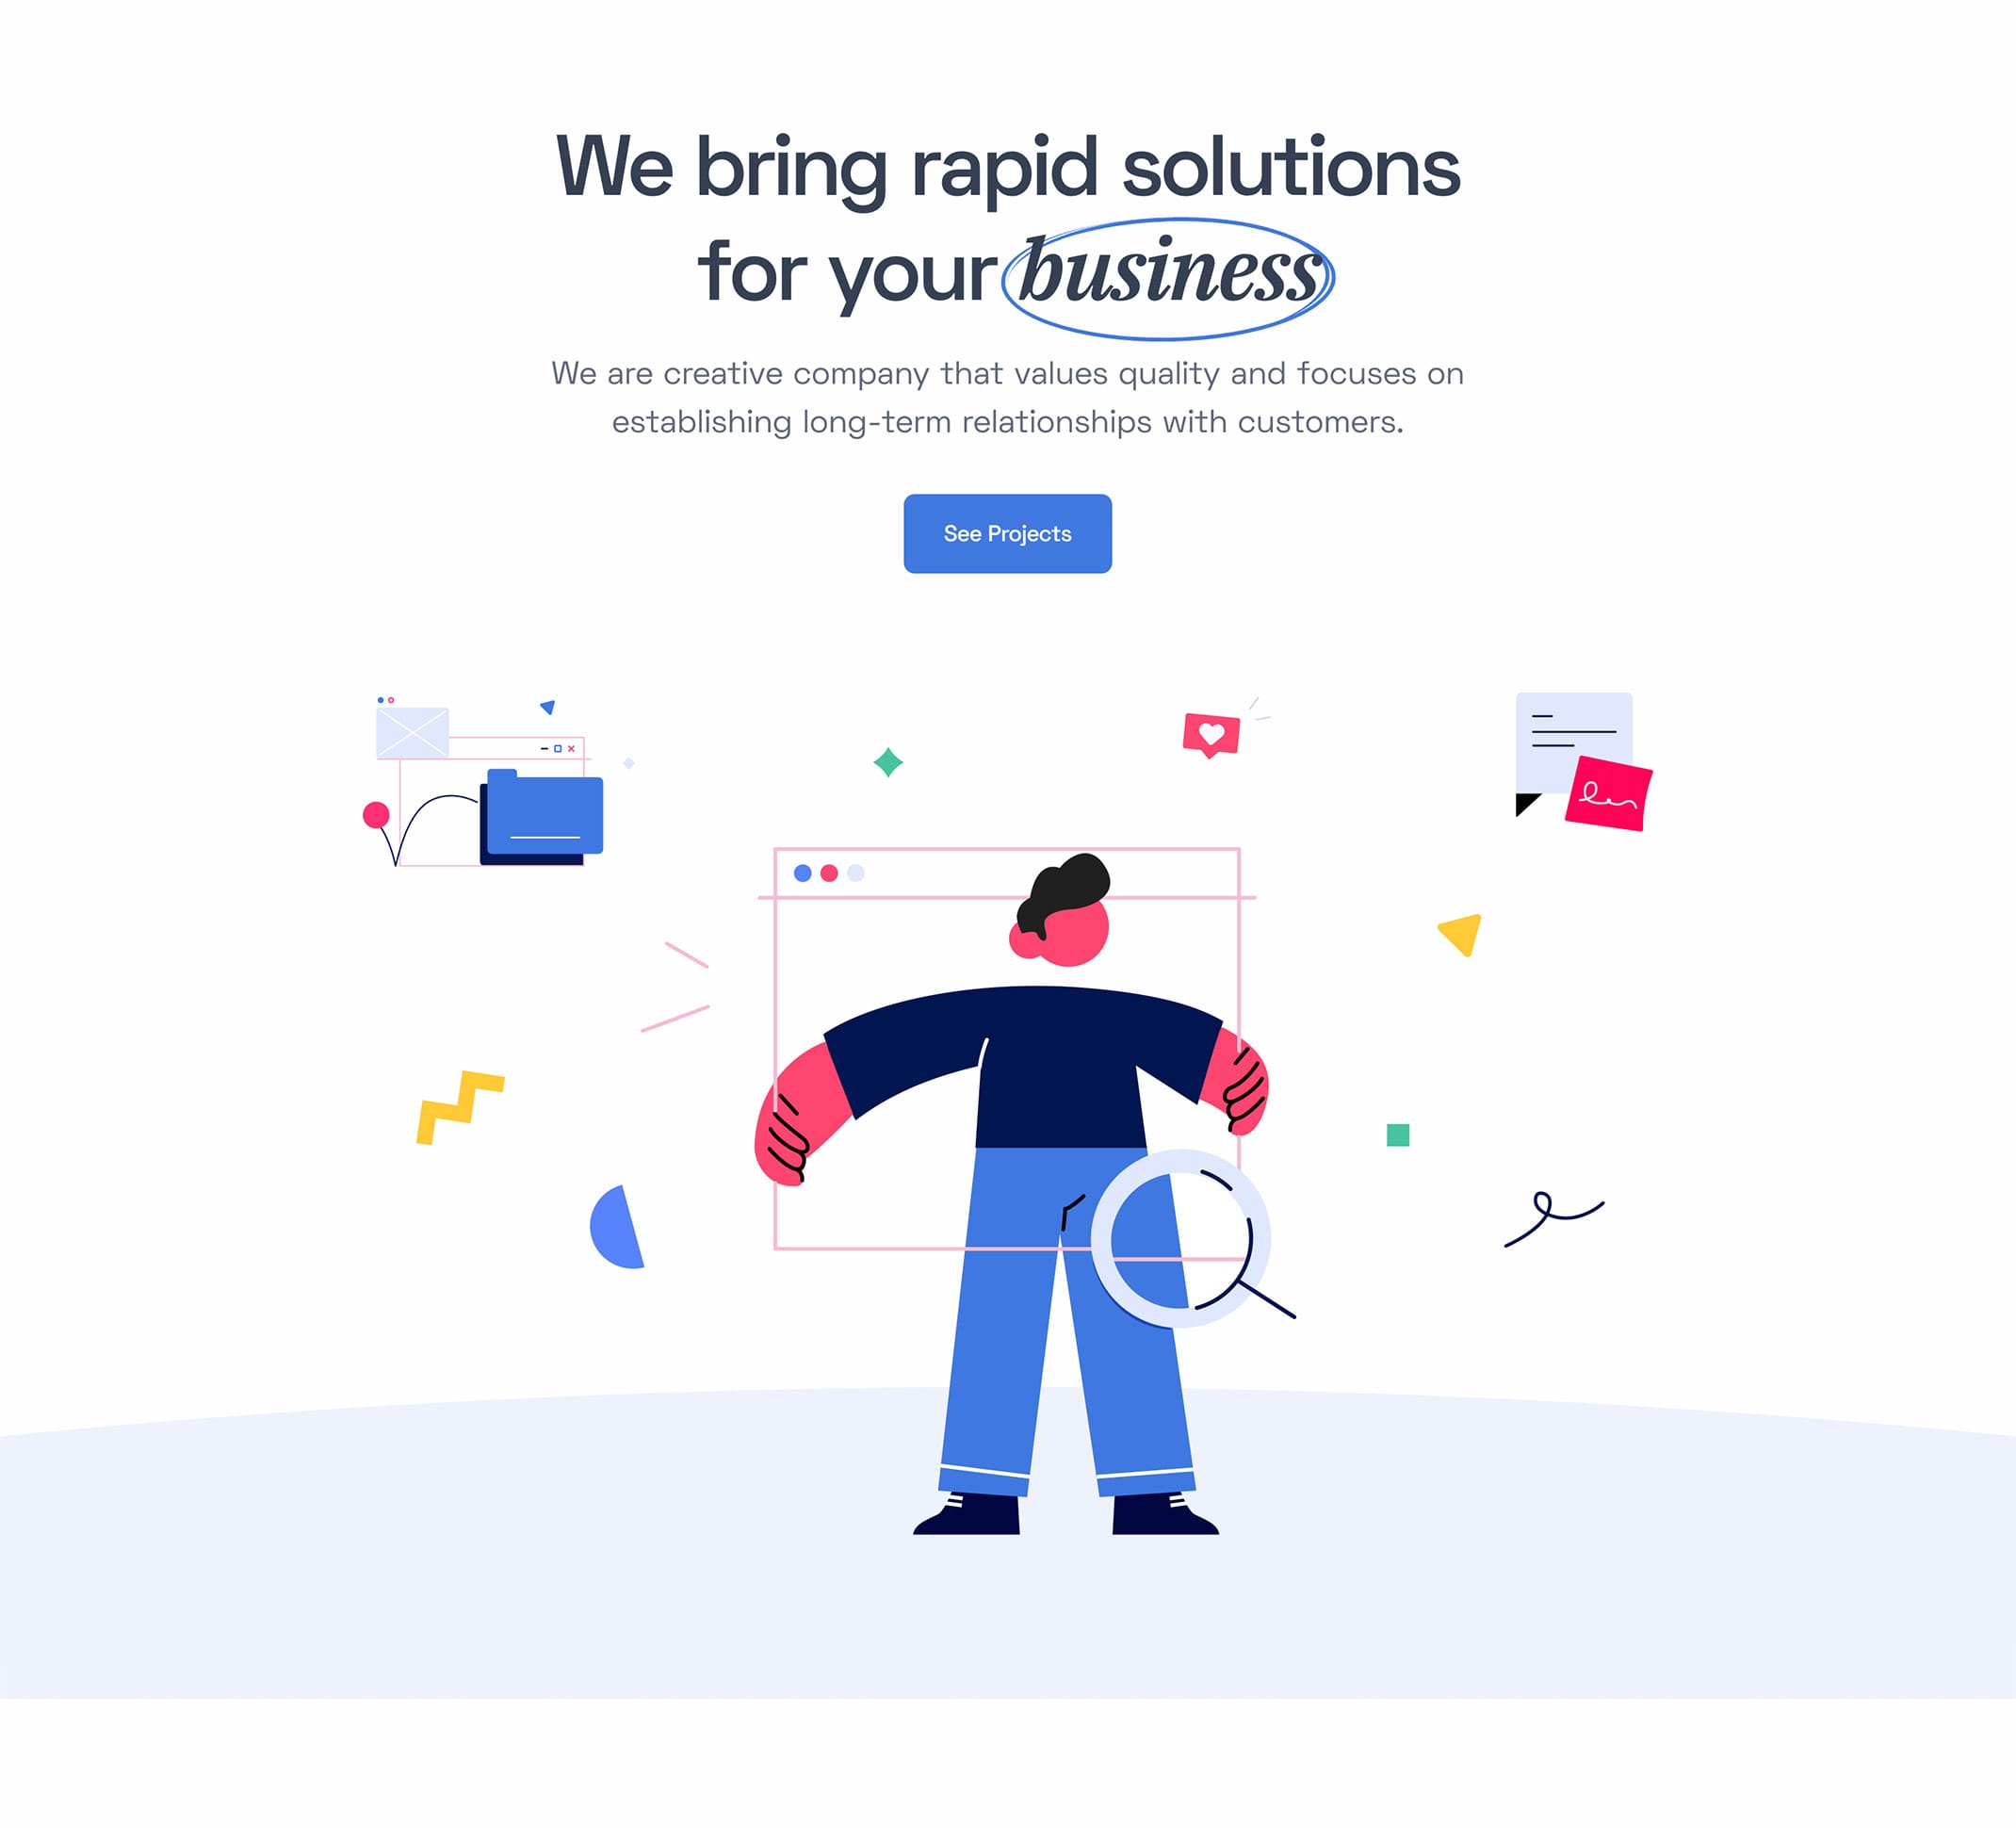 We bring rapid solutions
for your business
We are creative company that values quality and focuses on
establishing long-term relationships with customers.
See Projects